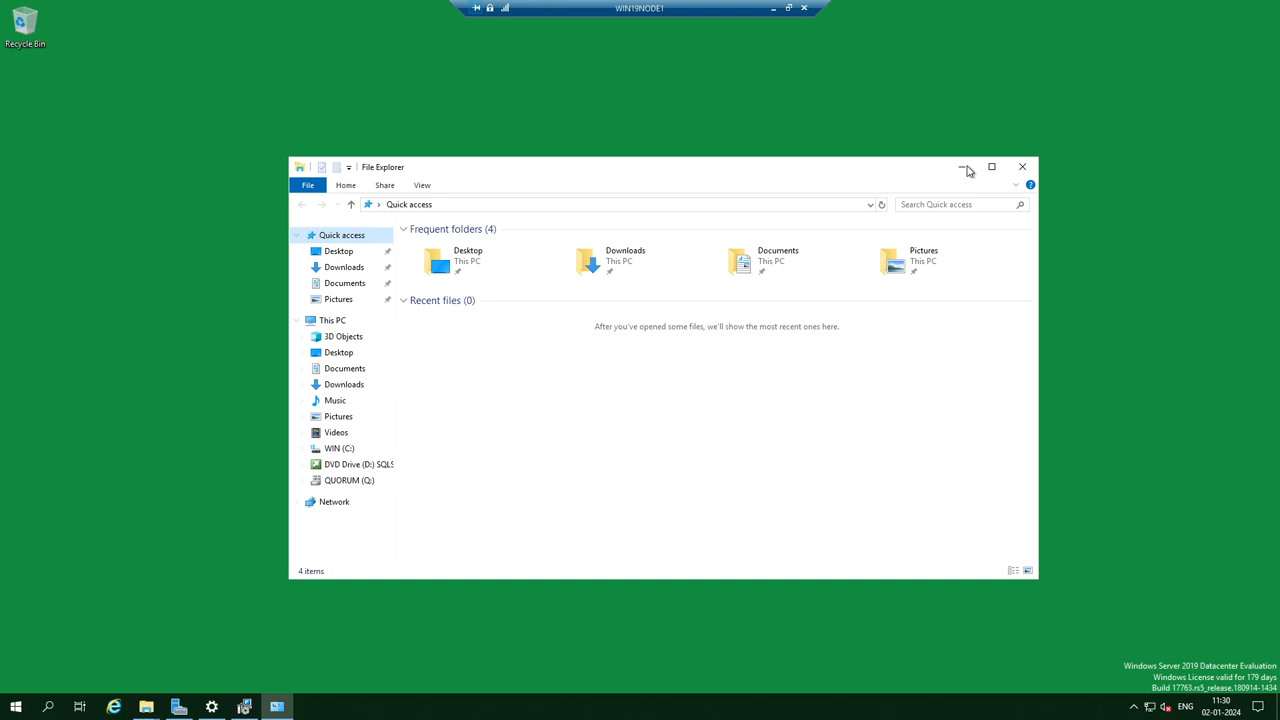 WIN19NODE1
Recycle Bin
File Explorer
File
Home
Share
View
Quick access
Search Quick access
Quick access
Desktop
Downloads
Documents
Pictures
This PC
3D Objects
Desktop
Documents
Downloads
Music
Pictures
Videos
WIN (C:)
DVD Drive (D:) SQLS
QUORUM (Q:)
Network
Frequent folders (4)
Desktop
This PC
Downloads
This PC
Documents
This PC
Pictures
This PC
Recent files (0)
After you've opened some files, we'll show the most recent ones here.
4 items
Windows Server 2019 Datacenter Evaluation
Windows License valid for 179 days
Build 17763.rs5_release.180914-1434
ENG
11:30
02-01-2024